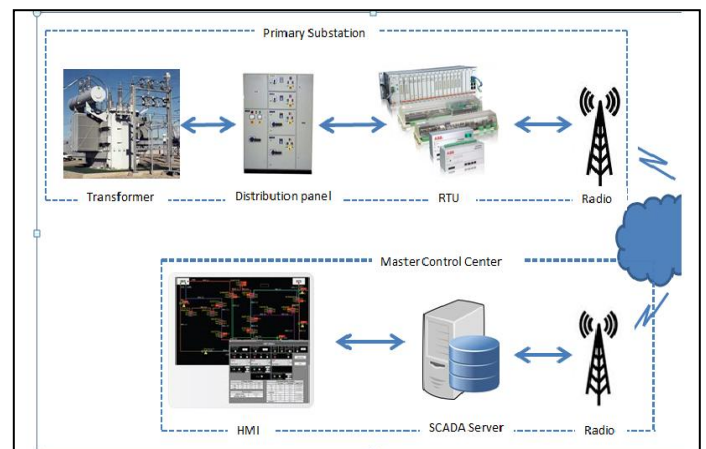 Primary Substation
Transformer
Distribution panel
RTU
Radio
Master Control Center
HMI
SCADA Server
Radio